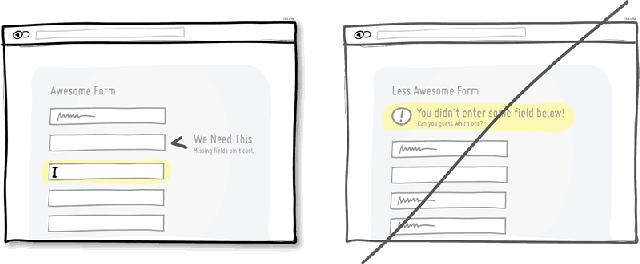 Awesome Form
We Need This
Missing fields ain't cool.
Less Awesome Form
You didn't enter some field below!
Can you guess which one?